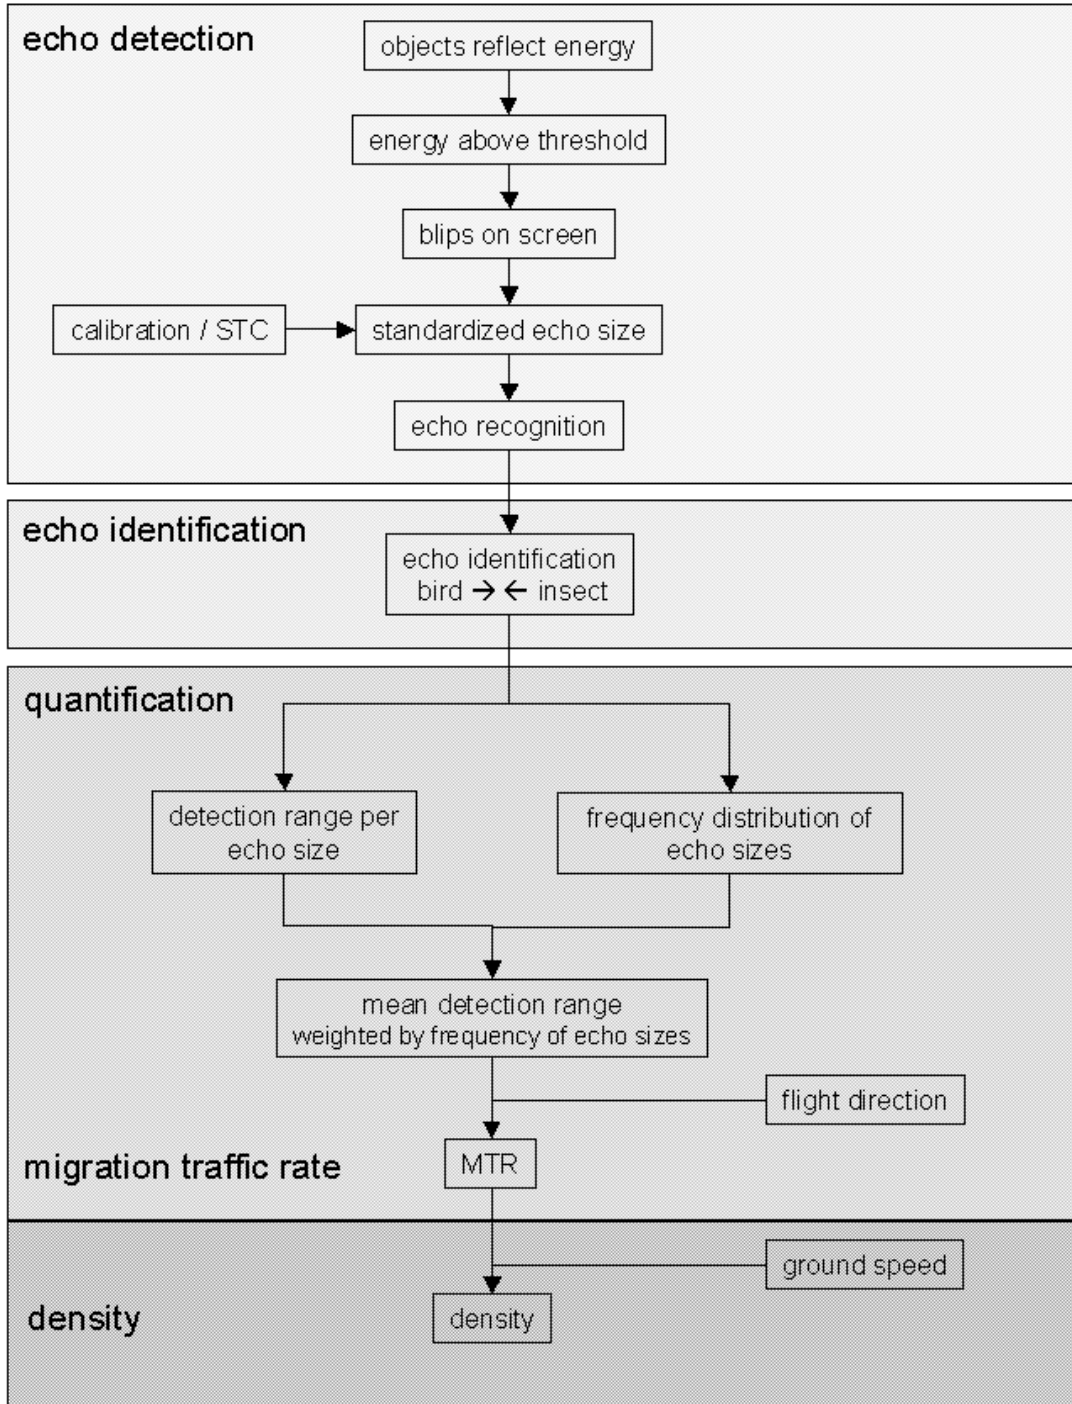 echo detection
objects reflect energy
energy above threshold
blips on screen
calibration / STC
standardized echo size
echo recognition
echo identification
echo identification
bird → ← insect
quantification
detection range per
echo size
frequency distribution of
echo sizes
mean detection range
weighted by frequency of echo sizes
flight direction
migration traffic rate
MTR
ground speed
density
density